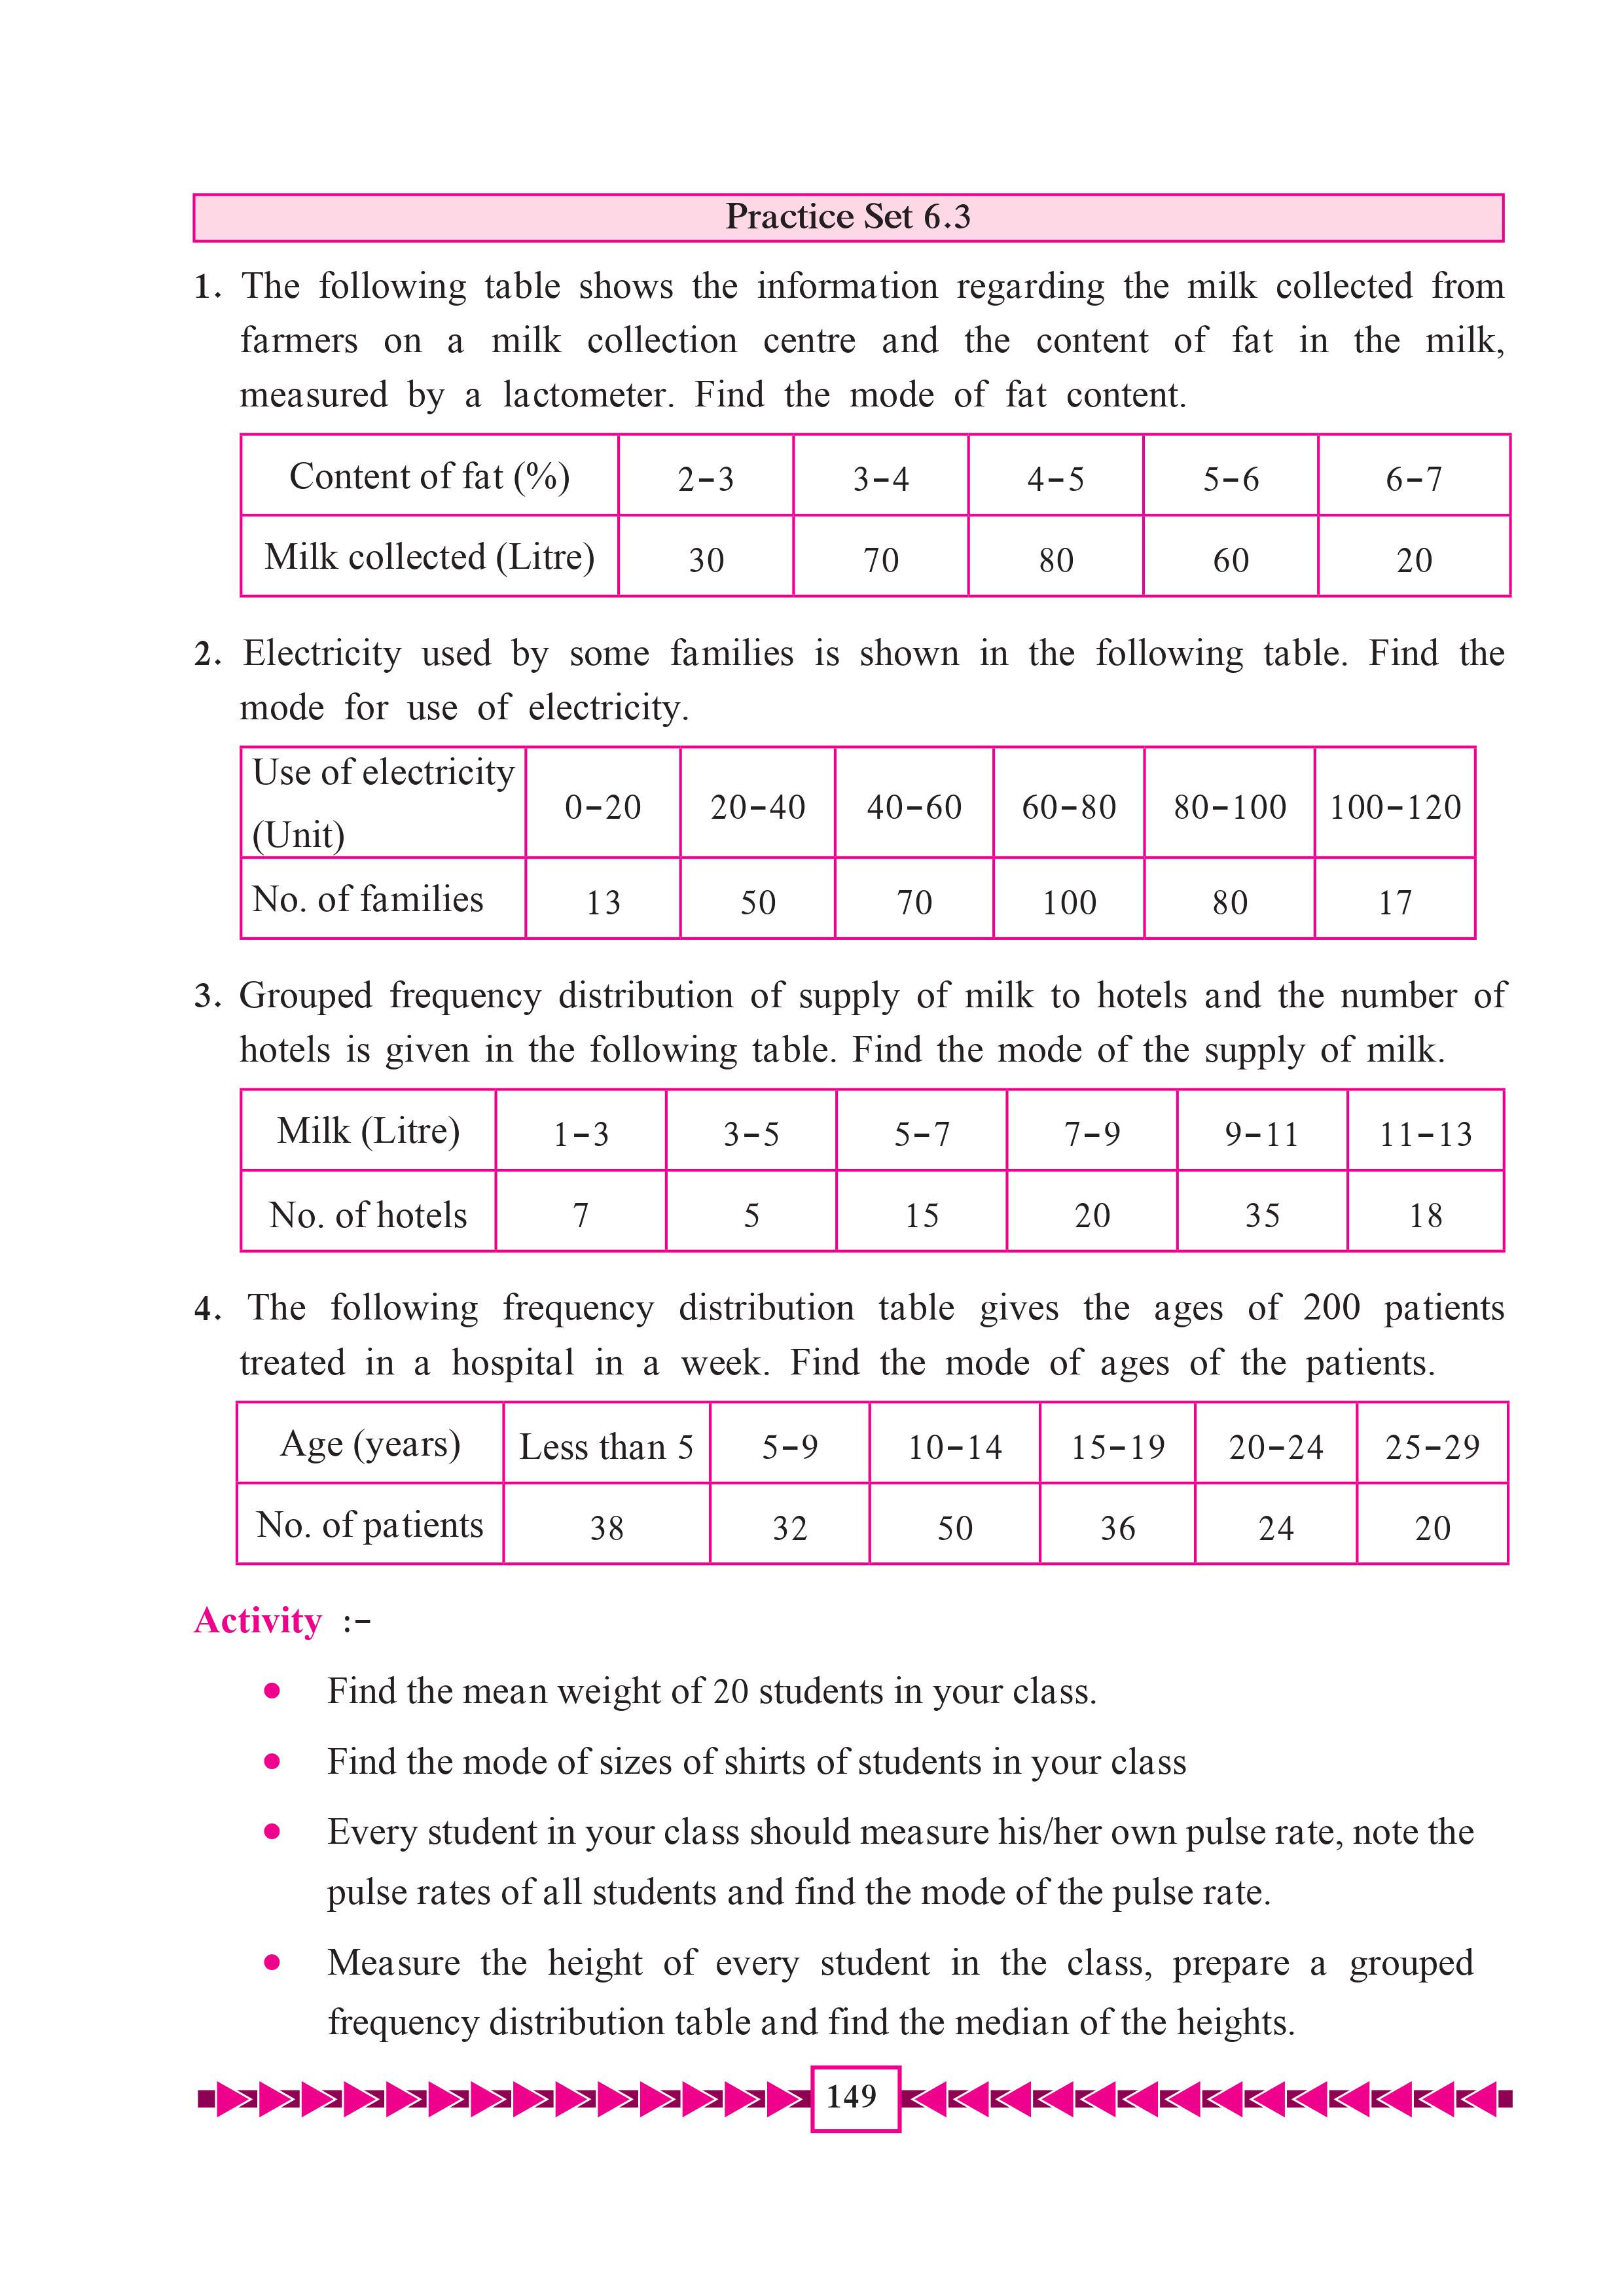 Practice Set 6.3
1. The following table shows the information regarding the milk collected from
farmers on a milk collection centre and the content of fat in the milk,
measured by a lactometer. Find the mode of fat content.
Content of fat (%) 2-3 3-4 4-5 5-6 6-7
Milk collected (Litre) 30 70 80 60 20
2. Electricity used by some families is shown in the following table. Find the
mode for use of electricity.
Use of electricity
(Unit) 0-20 20-40 40-60 60-80 80-100 100-120
No. of families 13 50 70 100 80 17
3. Grouped frequency distribution of supply of milk to hotels and the number of
hotels is given in the following table. Find the mode of the supply of milk.
Milk (Litre) 1-3 3-5 5-7 7-9 9-11 11-13
No. of hotels 7 5 15 20 35 18
4. The following frequency distribution table gives the ages of 200 patients
treated in a hospital in a week. Find the mode of ages of the patients.
Age (years) Less than 5 5-9 10-14 15-19 20-24 25-29
No. of patients 38 32 50 36 24 20
Activity :-
• Find the mean weight of 20 students in your class.
• Find the mode of sizes of shirts of students in your class
• Every student in your class should measure his/her own pulse rate, note the
pulse rates of all students and find the mode of the pulse rate.
• Measure the height of every student in the class, prepare a grouped
frequency distribution table and find the median of the heights.
149